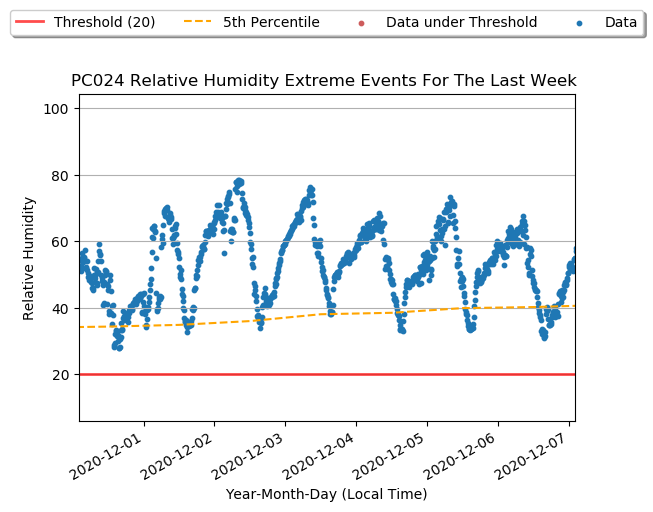 Threshold (20) 5th Percentile Data under Threshold Data
PC024 Relative Humidity Extreme Events For The Last Week
100
80
60
40
20
Relative Humidity
2020-12-01 2020-12-02 2020-12-03 2020-12-04 2020-12-05 2020-12-06 2020-12-07
Year-Month-Day (Local Time)